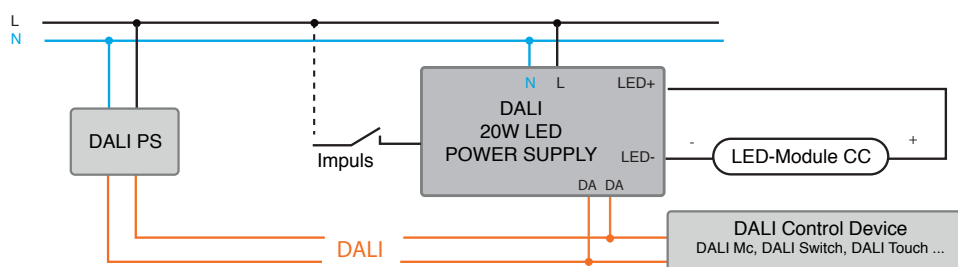 L
N
N L LED+
DALI
20W LED
POWER SUPPLY
DALI PS
Impuls
LED-
- LED-Module CC +
DA DA
DALI
DALI Control Device
DALI Mc, DALI Switch, DALI Touch ...